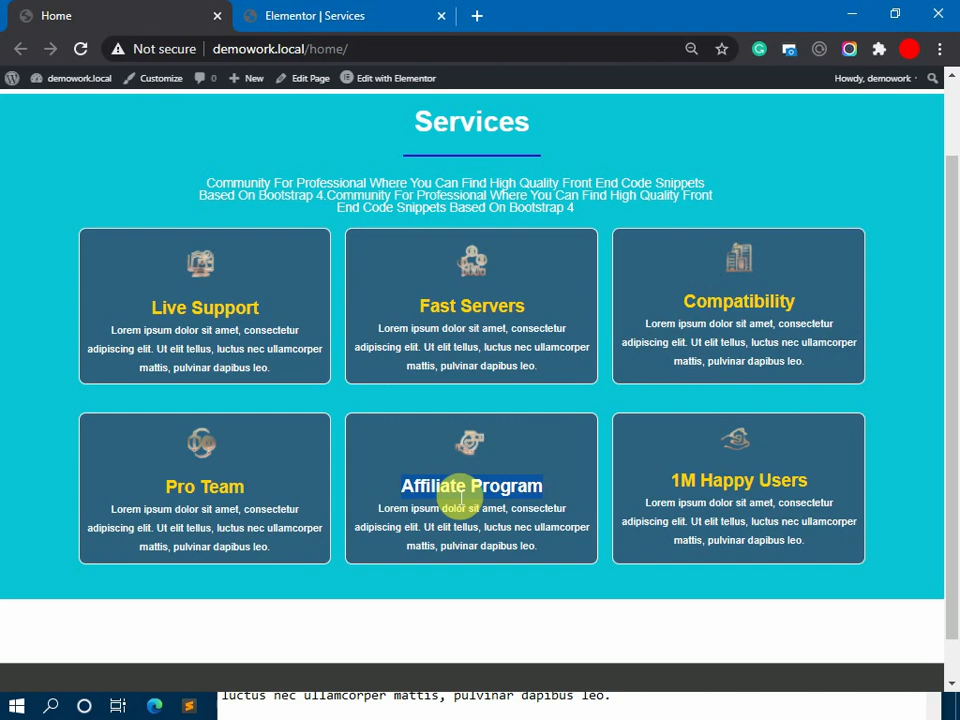 Home
Elementor | Services
Not secure
demowork.local/home/
demowork.local
Customize
0
New
Edit Page
Edit with Elementor
Howdy, demowork
Services
Community For Professional Where You Can Find High Quality Front End Code Snippets
Based On Bootstrap 4.Community For Professional Where You Can Find High Quality Front
End Code Snippets Based On Bootstrap 4
Live Support
Lorem ipsum dolor sit amet, consectetur
adipiscing elit. Ut elit tellus, luctus nec ullamcorper
mattis, pulvinar dapibus leo.
Fast Servers
Lorem ipsum dolor sit amet, consectetur
adipiscing elit. Ut elit tellus, luctus nec ullamcorper
mattis, pulvinar dapibus leo.
Compatibility
Lorem ipsum dolor sit amet, consectetur
adipiscing elit. Ut elit tellus, luctus nec ullamcorper
mattis, pulvinar dapibus leo.
Pro Team
Lorem ipsum dolor sit amet, consectetur
adipiscing elit. Ut elit tellus, luctus nec ullamcorper
mattis, pulvinar dapibus leo.
Affiliate Program
Lorem ipsum dolor sit amet, consectetur
adipiscing elit. Ut elit tellus, luctus nec ullamcorper
mattis, pulvinar dapibus leo.
1M Happy Users
Lorem ipsum dolor sit amet, consectetur
adipiscing elit. Ut elit tellus, luctus nec ullamcorper
mattis, pulvinar dapibus leo.
luctus nec ullamcorper mattis, pulvinar dapibus leo.